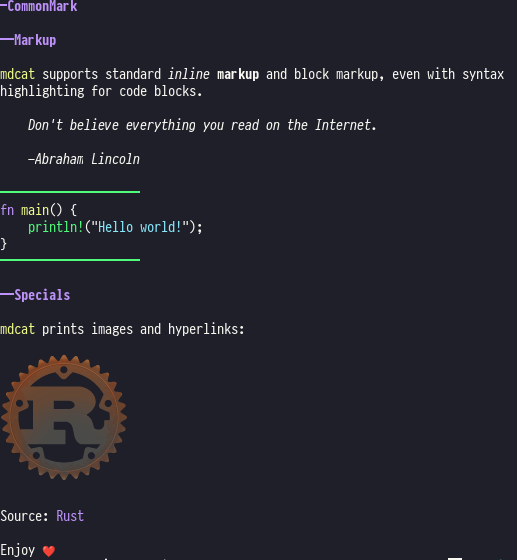 ─CommonMark
──Markup
mdcat supports standard inline markup and block markup, even with syntax
highlighting for code blocks.
Don't believe everything you read on the Internet.
—Abraham Lincoln
fn main() {
println!("Hello world!");
}
──Specials
mdcat prints images and hyperlinks:
R
Source: Rust
Enjoy ❤️